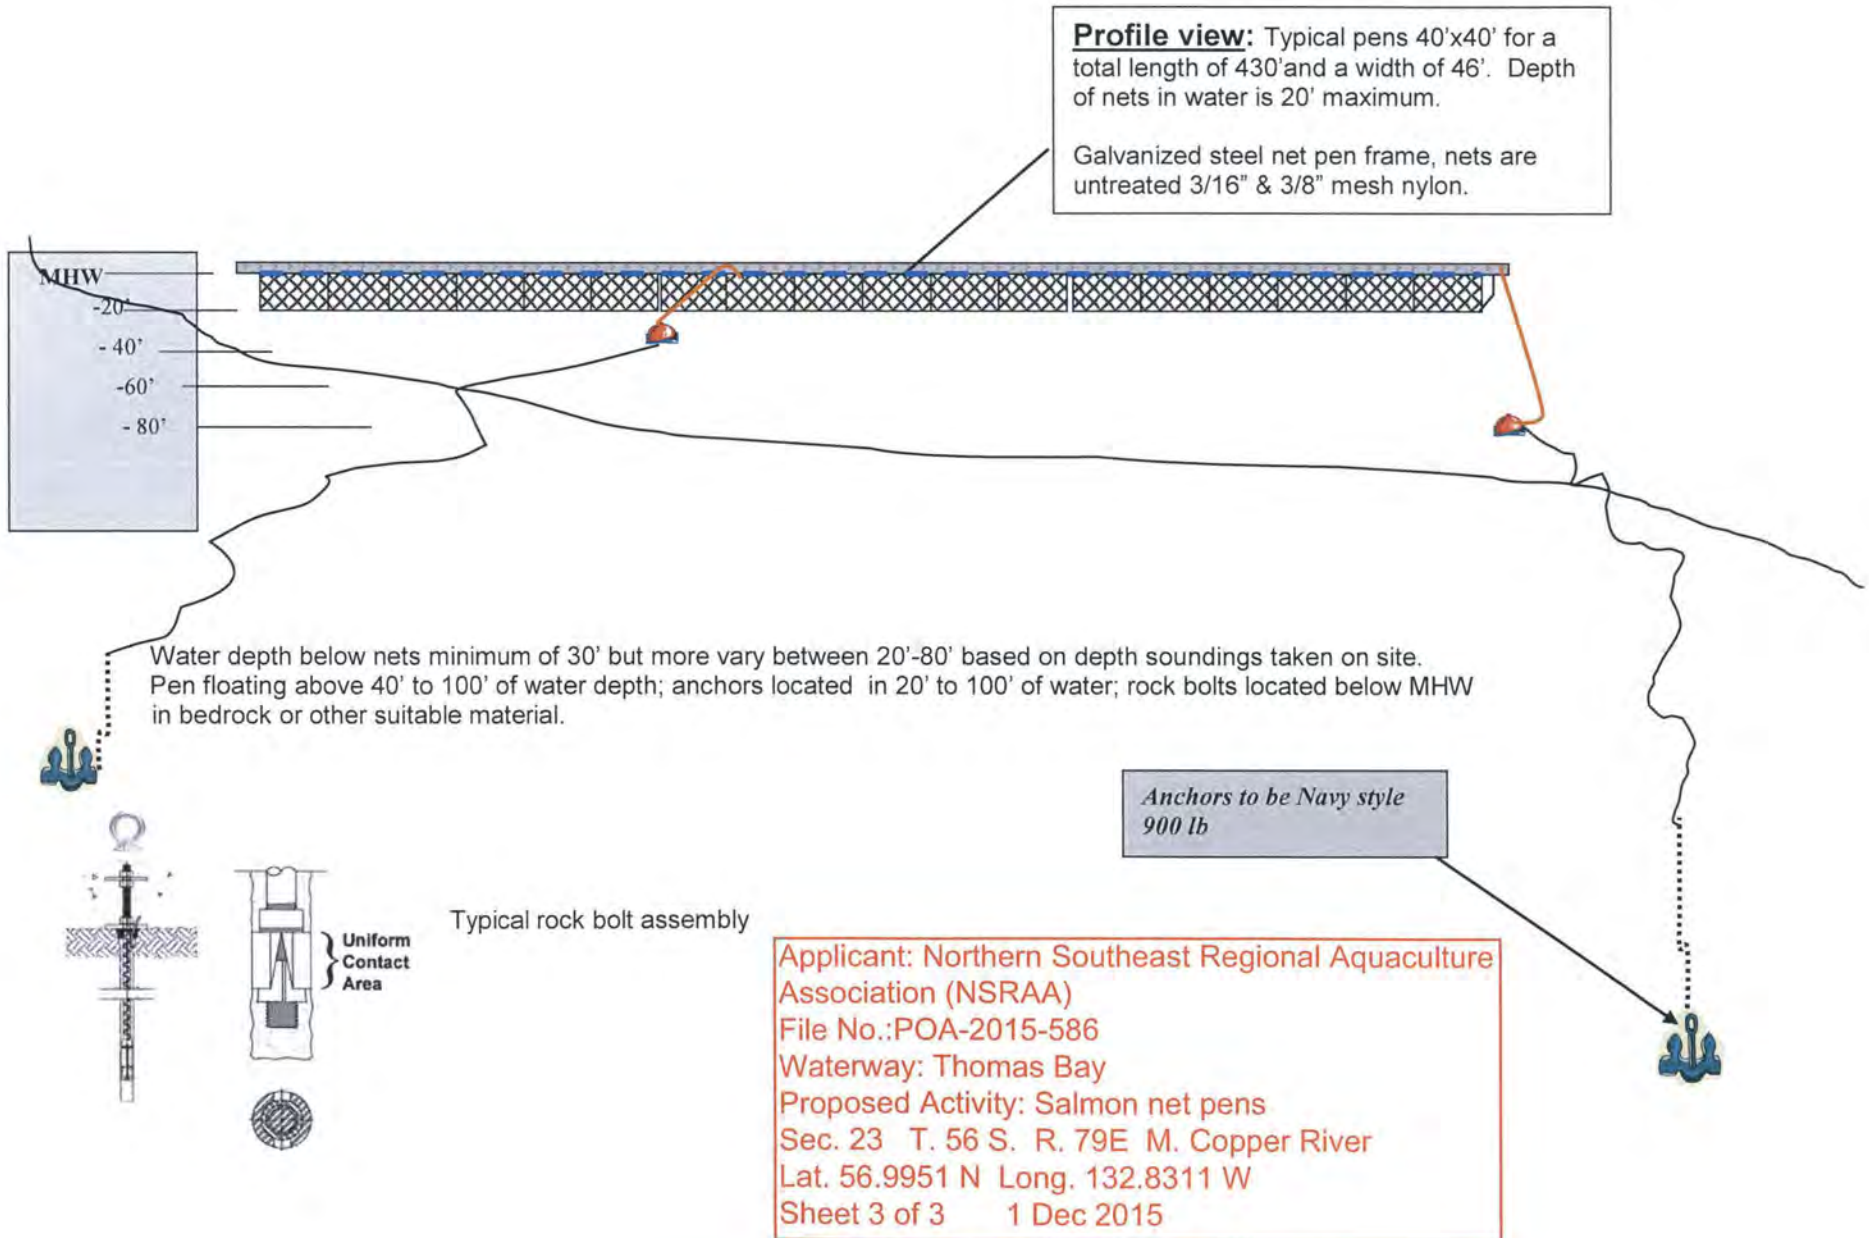 Profile view: Typical pens 40'x40' for a
total length of 430'and a width of 46'. Depth
of nets in water is 20' maximum.
Galvanized steel net pen frame, nets are
untreated 3/16" & 3/8" mesh nylon.
MHW
-20'
- 40'
-60'
- 80'
Water depth below nets minimum of 30' but more vary between 20'-80' based on depth soundings taken on site.
Pen floating above 40' to 100' of water depth; anchors located in 20' to 100' of water; rock bolts located below MHW
in bedrock or other suitable material.
Anchors to be Navy style
900 lb
Typical rock bolt assembly
Uniform
Contact
Area
Applicant: Northern Southeast Regional Aquaculture
Association (NSRAA)
File No.:POA-2015-586
Waterway: Thomas Bay
Proposed Activity: Salmon net pens
Sec. 23 T. 56 S. R. 79E M. Copper River
Lat. 56.9951 N Long. 132.8311 W
Sheet 3 of 3 1 Dec 2015